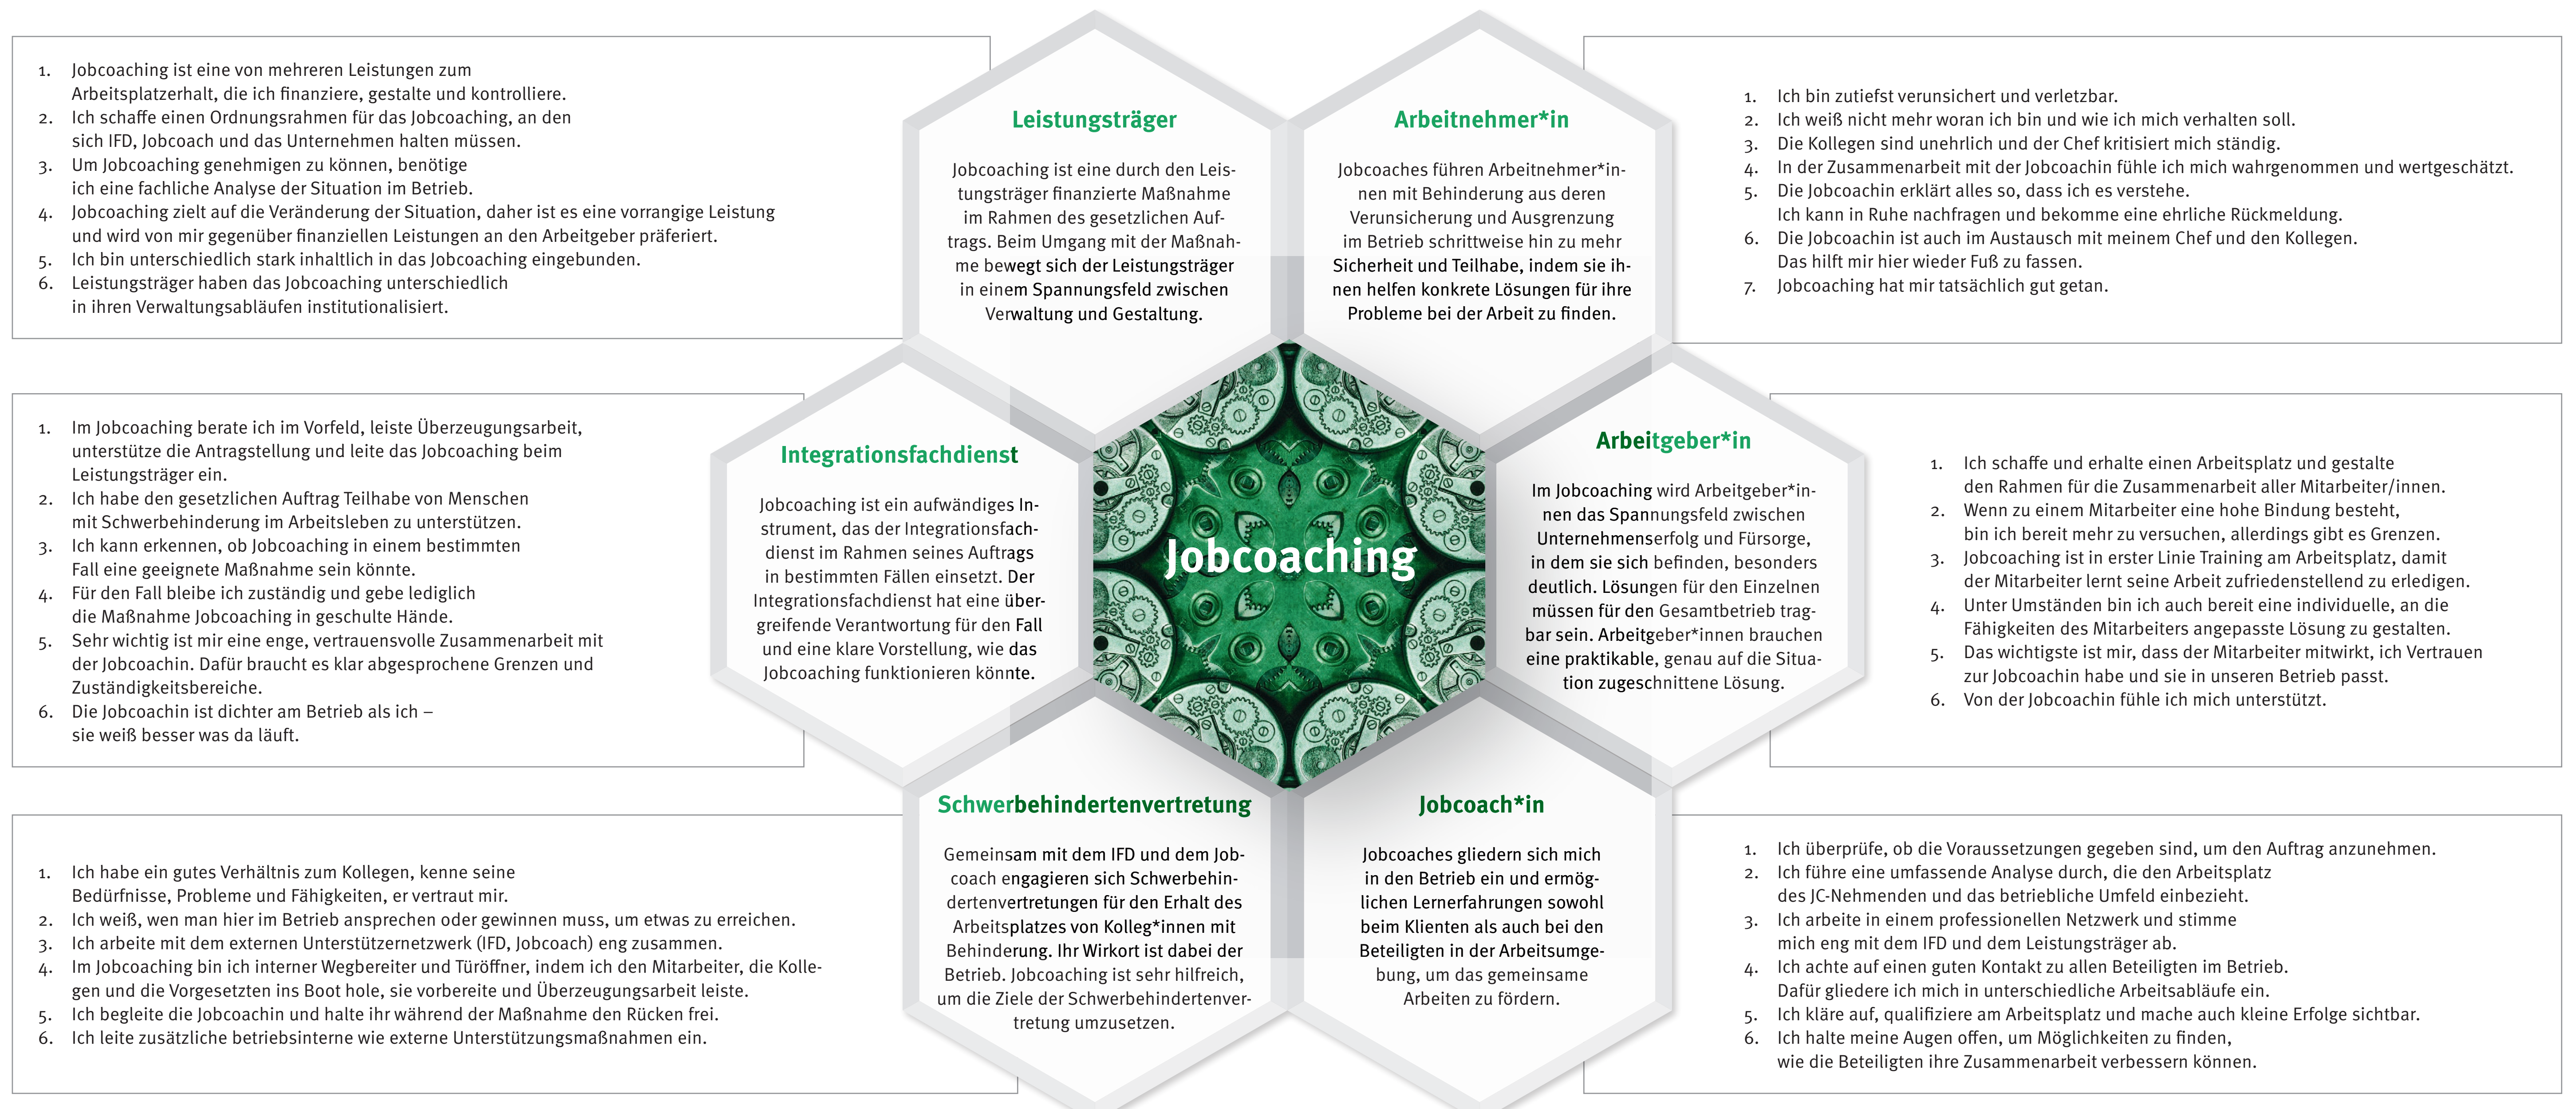 1. Jobcoaching ist eine von mehreren Leistungen zum
Arbeitsplatzerhalt, die ich finanziere, gestalte und kontrolliere.
2. Ich schaffe einen Ordnungsrahmen für das Jobcoaching, an den
sich IFD, Jobcoach und das Unternehmen halten müssen.
3. Um Jobcoaching genehmigen zu können, benötige
ich eine fachliche Analyse der Situation im Betrieb.
4. Jobcoaching zielt auf die Veränderung der Situation, daher ist es eine vorrangige Leistung
und wird von mir gegenüber finanziellen Leistungen an den Arbeitgeber präferiert.
5. Ich bin unterschiedlich stark inhaltlich in das Jobcoaching eingebunden.
6. Leistungsträger haben das Jobcoaching unterschiedlich
in ihren Verwaltungsabläufen institutionalisiert.
Leistungsträger
Jobcoaching ist eine durch den Leis-
tungsträger finanzierte Maßnahme
im Rahmen des gesetzlichen Auf-
trags. Beim Umgang mit der Maßnah-
me bewegt sich der Leistungsträger
in einem Spannungsfeld zwischen
Verwaltung und Gestaltung.
Arbeitnehmer*in
Jobcoaches führen Arbeitnehmer*in-
nen mit Behinderung aus deren
Verunsicherung und Ausgrenzung
im Betrieb schrittweise hin zu mehr
Sicherheit und Teilhabe, indem sie ih-
nen helfen konkrete Lösungen für ihre
Probleme bei der Arbeit zu finden.
1. Ich bin zutiefst verunsichert und verletzbar.
2. Ich weiß nicht mehr woran ich bin und wie ich mich verhalten soll.
3. Die Kollegen sind unehrlich und der Chef kritisiert mich ständig.
4. In der Zusammenarbeit mit der Jobcoachin fühle ich mich wahrgenommen und wertgeschätzt.
5. Die Jobcoachin erklärt alles so, dass ich es verstehe.
Ich kann in Ruhe nachfragen und bekomme eine ehrliche Rückmeldung.
6. Die Jobcoachin ist auch im Austausch mit meinem Chef und den Kollegen.
Das hilft mir hier wieder Fuß zu fassen.
7. Jobcoaching hat mir tatsächlich gut getan.
1. Im Jobcoaching berate ich im Vorfeld, leiste Überzeugungsarbeit,
unterstütze die Antragstellung und leite das Jobcoaching beim
Leistungsträger ein.
2. Ich habe den gesetzlichen Auftrag Teilhabe von Menschen
mit Schwerbehinderung im Arbeitsleben zu unterstützen.
3. Ich kann erkennen, ob Jobcoaching in einem bestimmten
Fall eine geeignete Maßnahme sein könnte.
4. Für den Fall bleibe ich zuständig und gebe lediglich
die Maßnahme Jobcoaching in geschulte Hände.
5. Sehr wichtig ist mir eine enge, vertrauensvolle Zusammenarbeit mit
der Jobcoachin. Dafür braucht es klar abgesprochene Grenzen und
Zuständigkeitsbereiche.
6. Die Jobcoachin ist dichter am Betrieb als ich –
sie weiß besser was da läuft.
Integrationsfachdienst
Jobcoaching ist ein aufwändiges In-
strument, das der Integrationsfach-
dienst im Rahmen seines Auftrags
in bestimmten Fällen einsetzt. Der
Integrationsfachdienst hat eine über-
greifende Verantwortung für den Fall
und eine klare Vorstellung, wie das
Jobcoaching funktionieren könnte.
Jobcoaching
Arbeitgeber*in
Im Jobcoaching wird Arbeitgeber*in-
nen das Spannungsfeld zwischen
Unternehmenserfolg und Fürsorge,
in dem sie sich befinden, besonders
deutlich. Lösungen für den Einzelnen
müssen für den Gesamtbetrieb trag-
bar sein. Arbeitgeber*innen brauchen
eine praktikable, genau auf die Situa-
tion zugeschnittene Lösung.
1. Ich schaffe und erhalte einen Arbeitsplatz und gestalte
den Rahmen für die Zusammenarbeit aller Mitarbeiter/innen.
2. Wenn zu einem Mitarbeiter eine hohe Bindung besteht,
bin ich bereit mehr zu versuchen, allerdings gibt es Grenzen.
3. Jobcoaching ist in erster Linie Training am Arbeitsplatz, damit
der Mitarbeiter lernt seine Arbeit zufriedenstellend zu erledigen.
4. Unter Umständen bin ich auch bereit eine individuelle, an die
Fähigkeiten des Mitarbeiters angepasste Lösung zu gestalten.
5. Das wichtigste ist mir, dass der Mitarbeiter mitwirkt, ich Vertrauen
zur Jobcoachin habe und sie in unseren Betrieb passt.
6. Von der Jobcoachin fühle ich mich unterstützt.
1. Ich habe ein gutes Verhältnis zum Kollegen, kenne seine
Bedürfnisse, Probleme und Fähigkeiten, er vertraut mir.
2. Ich weiß, wen man hier im Betrieb ansprechen oder gewinnen muss, um etwas zu erreichen.
3. Ich arbeite mit dem externen Unterstützernetzwerk (IFD, Jobcoach) eng zusammen.
4. Im Jobcoaching bin ich interner Wegbereiter und Türöffner, indem ich den Mitarbeiter, die Kolle-
gen und die Vorgesetzten ins Boot hole, sie vorbereite und Überzeugungsarbeit leiste.
5. Ich begleite die Jobcoachin und halte ihr während der Maßnahme den Rücken frei.
6. Ich leite zusätzliche betriebsinterne wie externe Unterstützungsmaßnahmen ein.
Schwerbehindertenvertretung
Gemeinsam mit dem IFD und dem Job-
coach engagieren sich Schwerbehin-
dertenvertretungen für den Erhalt des
Arbeitsplatzes von Kolleg*innen mit
Behinderung. Ihr Wirkort ist dabei der
Betrieb. Jobcoaching ist sehr hilfreich,
um die Ziele der Schwerbehindertenver-
tretung umzusetzen.
Jobcoach*in
Jobcoaches gliedern sich mich
in den Betrieb ein und ermög-
lichen Lernerfahrungen sowohl
beim Klienten als auch bei den
Beteiligten in der Arbeitsumge-
bung, um das gemeinsame
Arbeiten zu fördern.
1. Ich überprüfe, ob die Voraussetzungen gegeben sind, um den Auftrag anzunehmen.
2. Ich führe eine umfassende Analyse durch, die den Arbeitsplatz
des JC-Nehmenden und das betriebliche Umfeld einbezieht.
3. Ich arbeite in einem professionellen Netzwerk und stimme
mich eng mit dem IFD und dem Leistungsträger ab.
4. Ich achte auf einen guten Kontakt zu allen Beteiligten im Betrieb.
Dafür gliedere ich mich in unterschiedliche Arbeitsabläufe ein.
5. Ich kläre auf, qualifiziere am Arbeitsplatz und mache auch kleine Erfolge sichtbar.
6. Ich halte meine Augen offen, um Möglichkeiten zu finden,
wie die Beteiligten ihre Zusammenarbeit verbessern können.